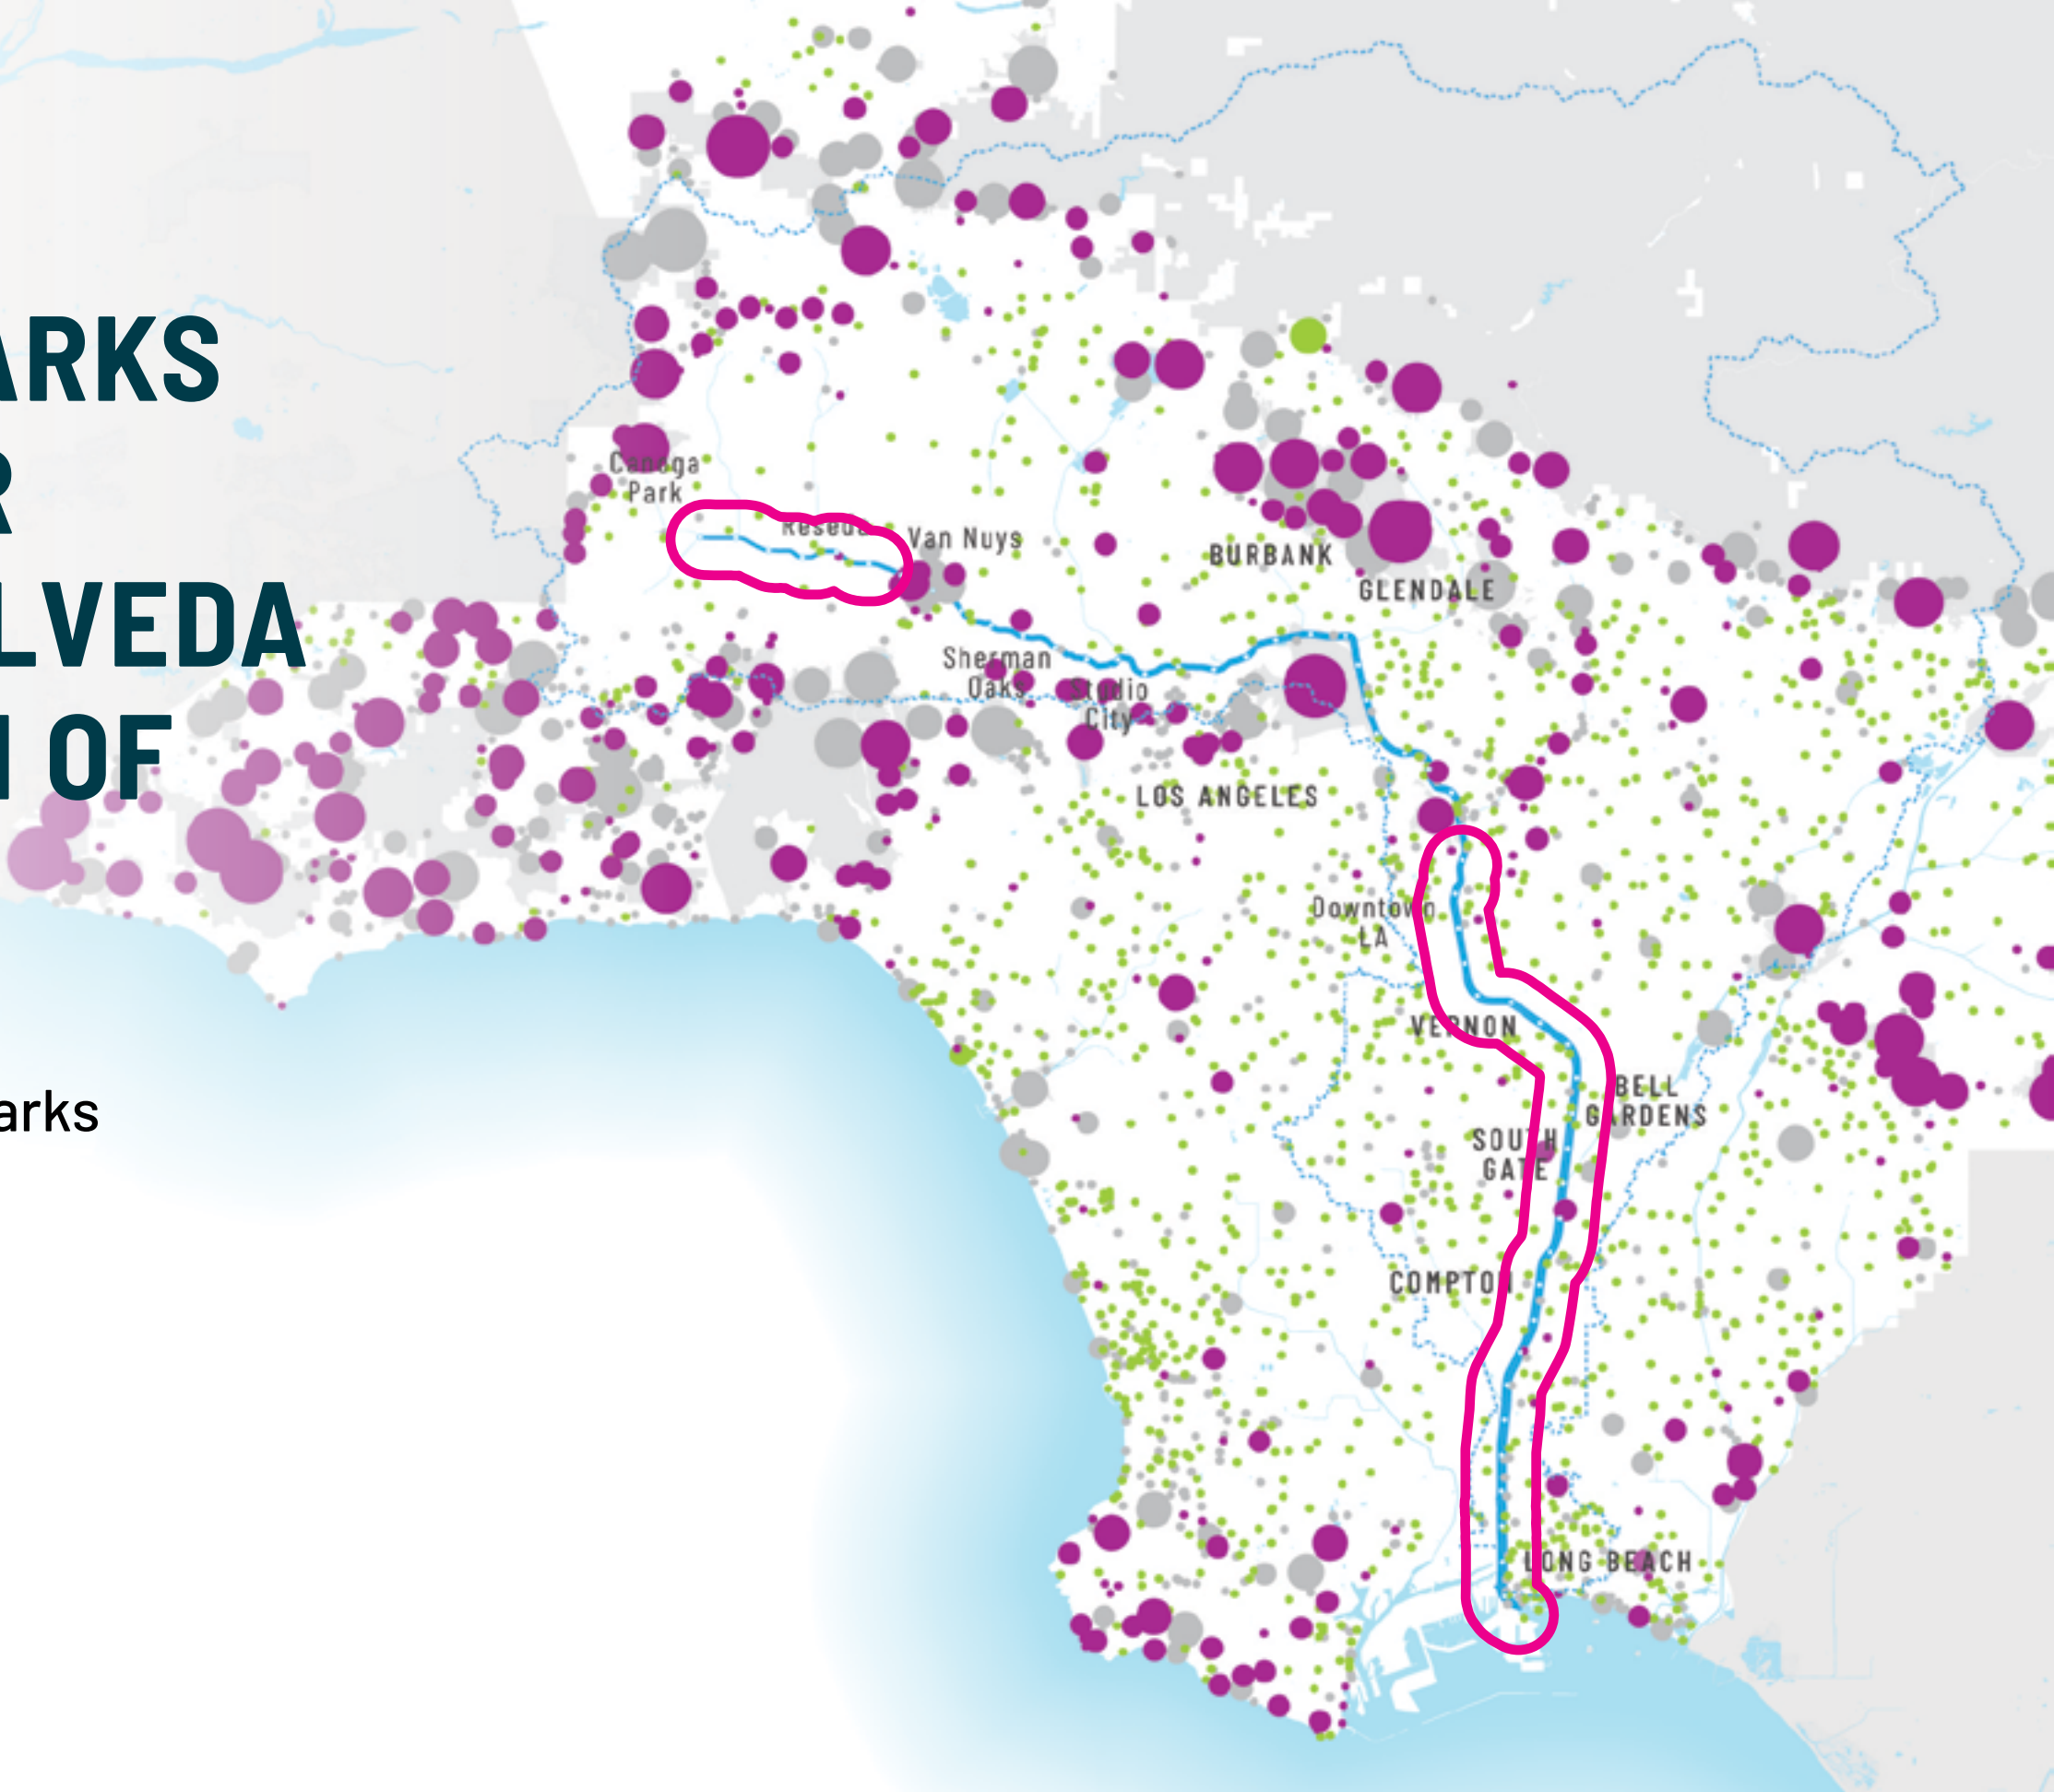 ARKS
R
LVEDA
OF
arks
Canoga
Park
Reseda
Van Nuys
BURBANK
GLENDALE
Sherman
Oaks
Studio
City
LOS ANGELES
Downtown
LA
VERNON
BELL
GARDENS
SOUTH
GATE
COMPTON
LONG BEACH